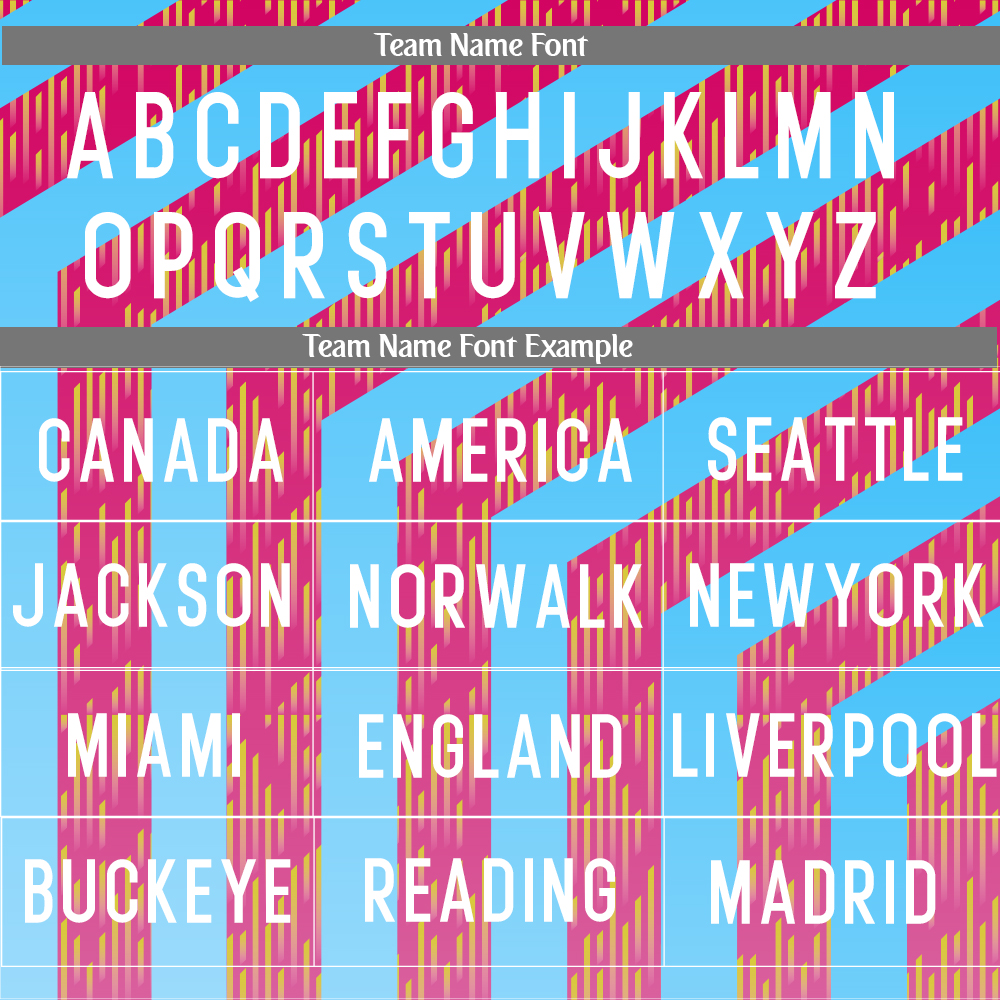 Team Name Font
ABCDEFGHIJKLMN
OPQRSTUVWXYZ
Team Name Font Example
CANADA AMERICA SEATTLE
JACKSON NORWALK NEWYORK
MIAMI ENGLAND LIVERPOOL
BUCKEYE READING MADRID